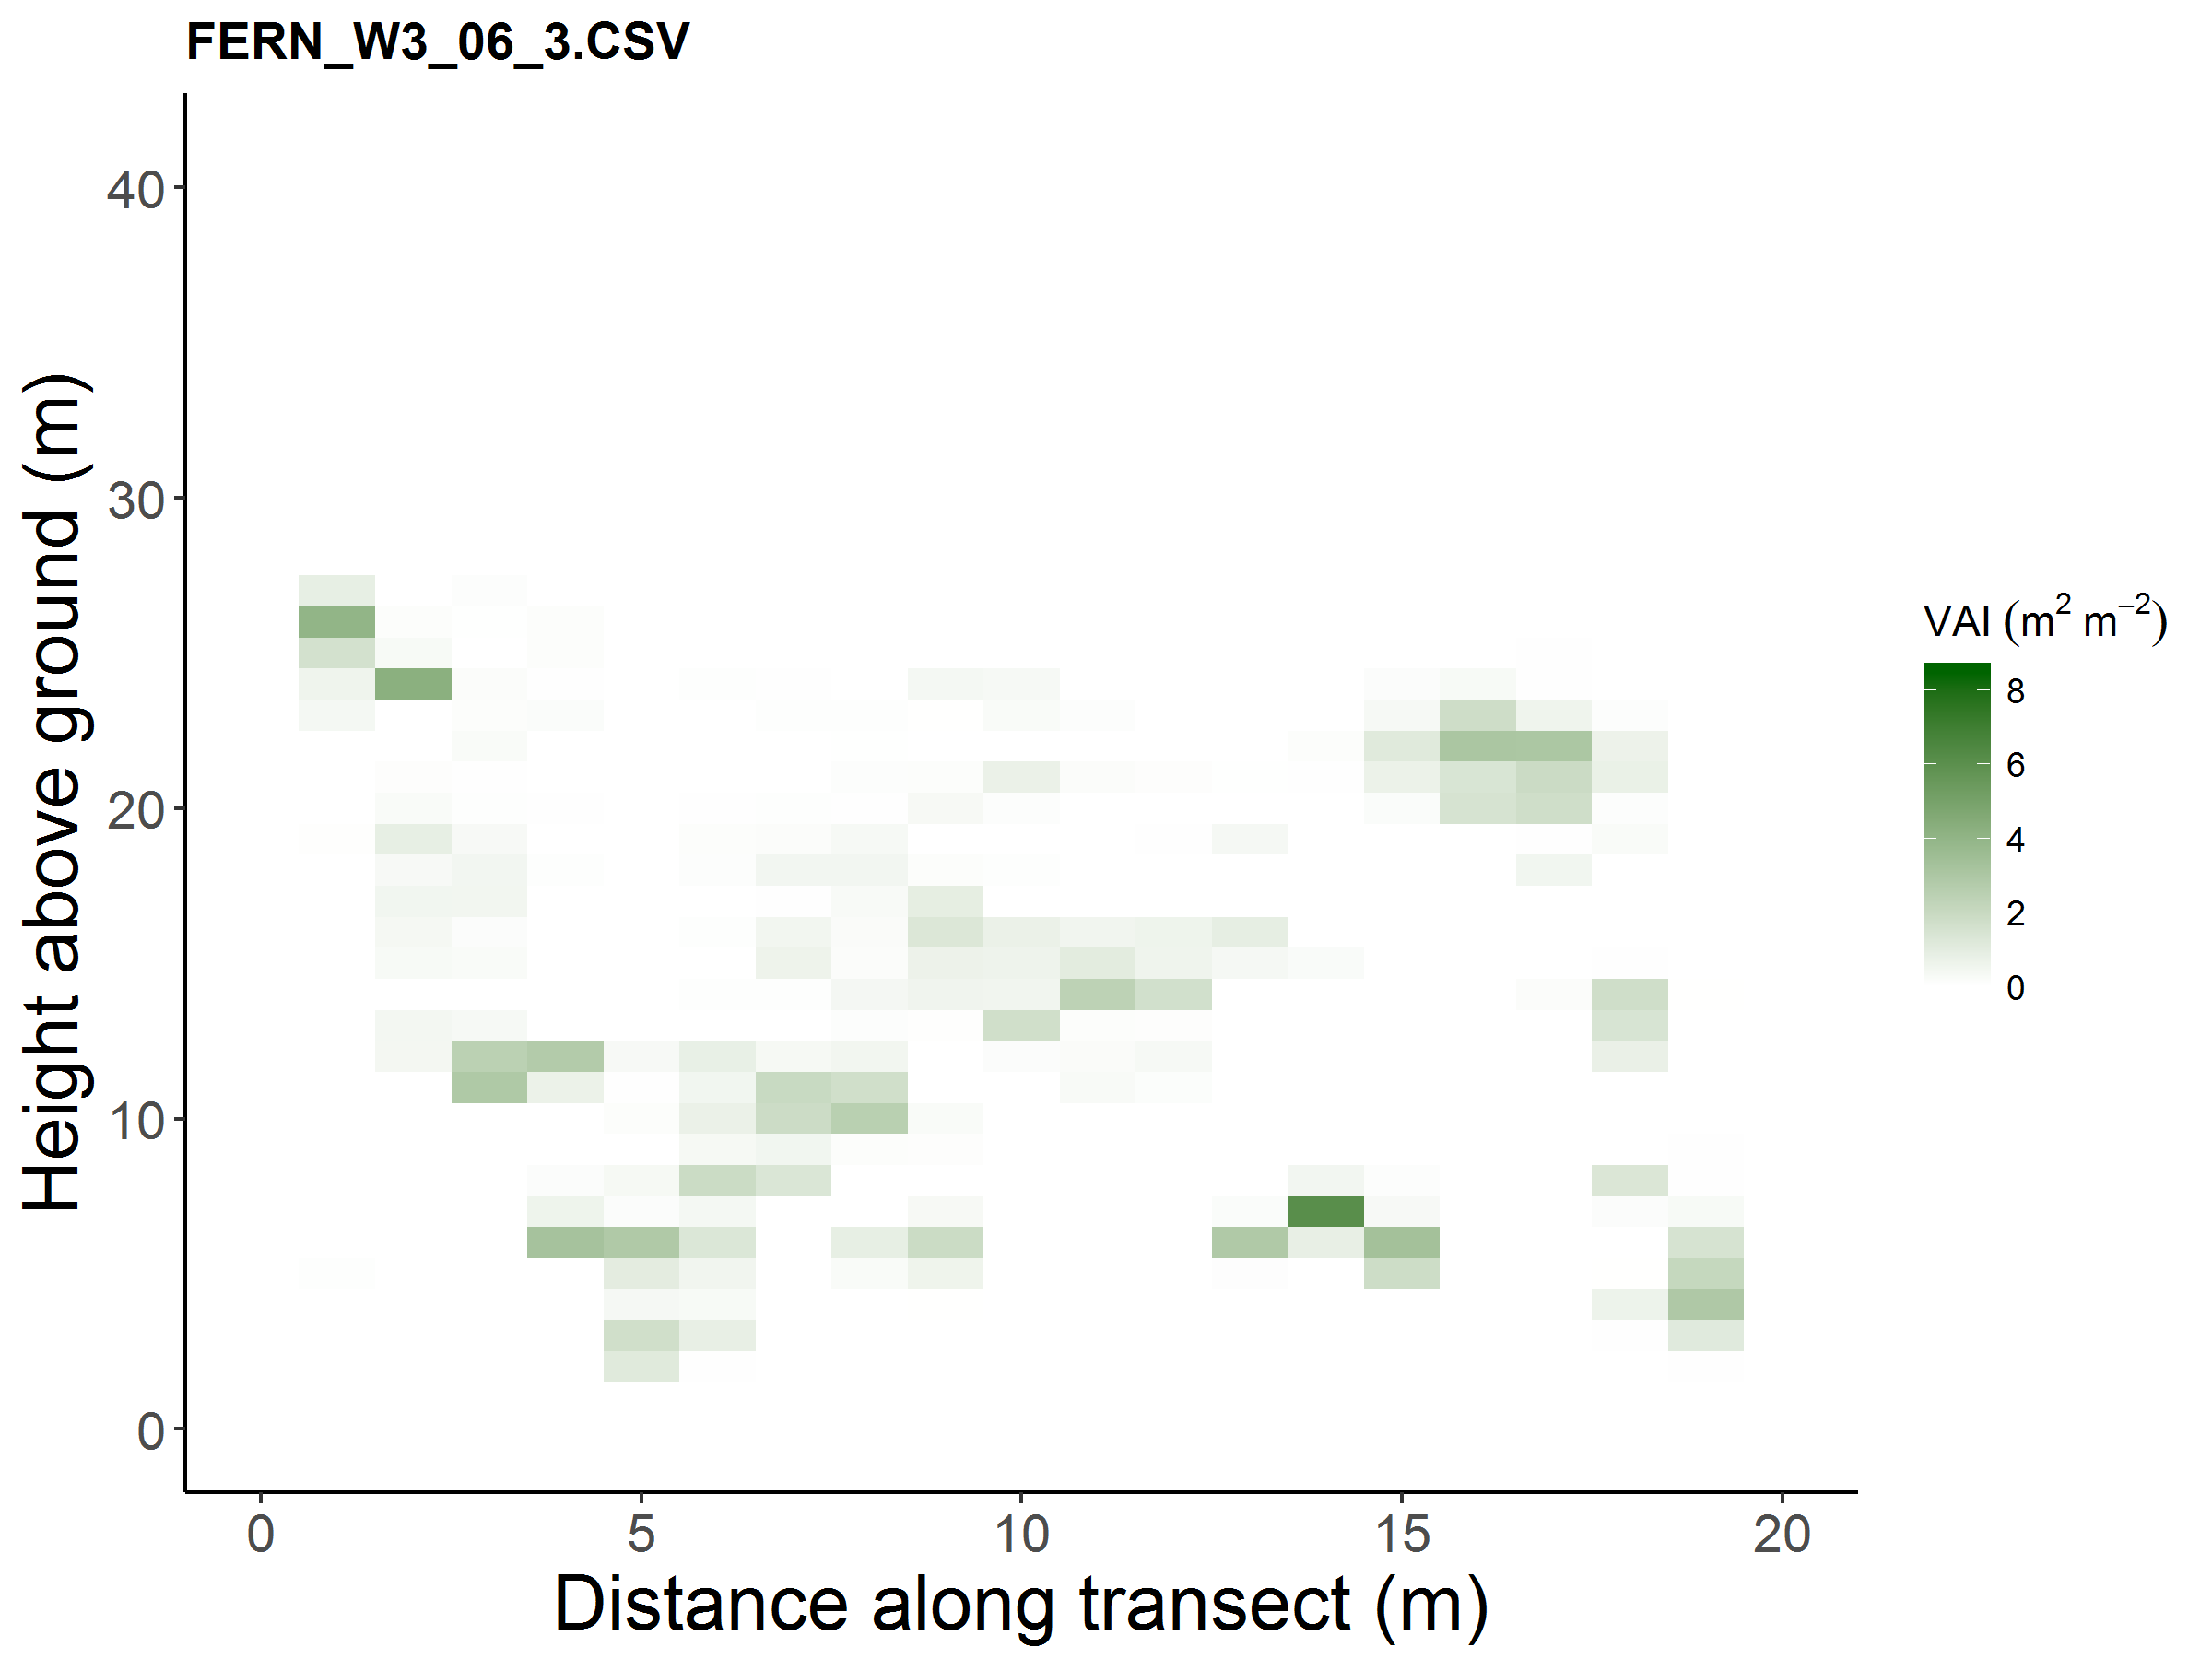 FERN_W3_06_3.CSV
Height above ground (m)
40
30
20
10
0
0 5 10 15 20
Distance along transect (m)
VAI (m² m⁻²)
8
6
4
2
0